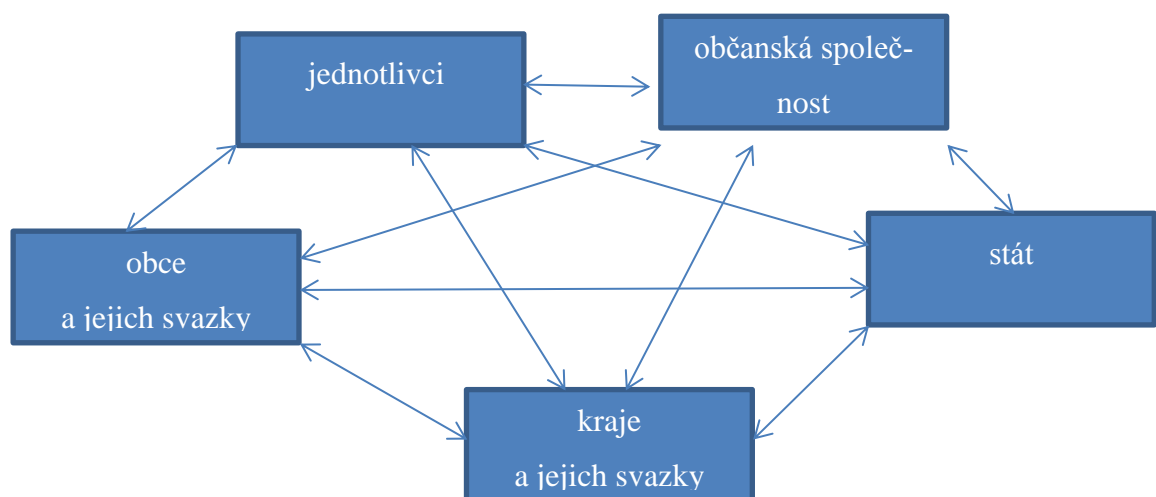 jednotlivci
občanská společ-
nost
obce
a jejich svazky
stát
kraje
a jejich svazky